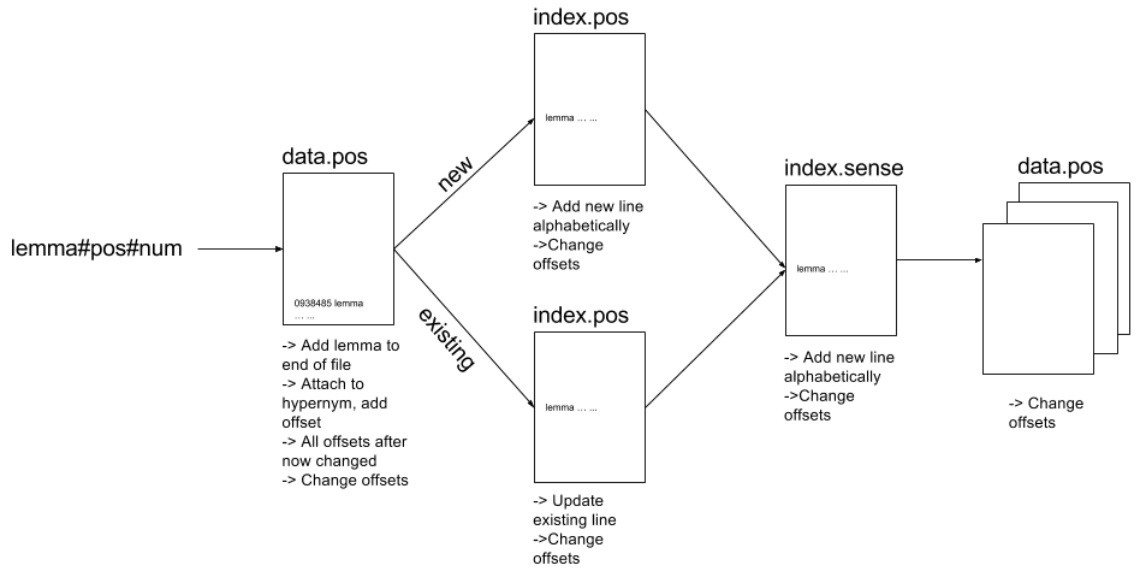 lemma#pos#num
data.pos
0938485 lemma
... ...
-> Add lemma to
end of file
-> Attach to
hypernym, add
offset
-> All offsets after
now changed
-> Change offsets
new
existing
index.pos
lemma ... ...
-> Add new line
alphabetically
->Change
offsets
index.pos
lemma ... ...
-> Update
existing line
->Change
offsets
index.sense
lemma ... ...
-> Add new line
alphabetically
->Change
offsets
data.pos
-> Change
offsets